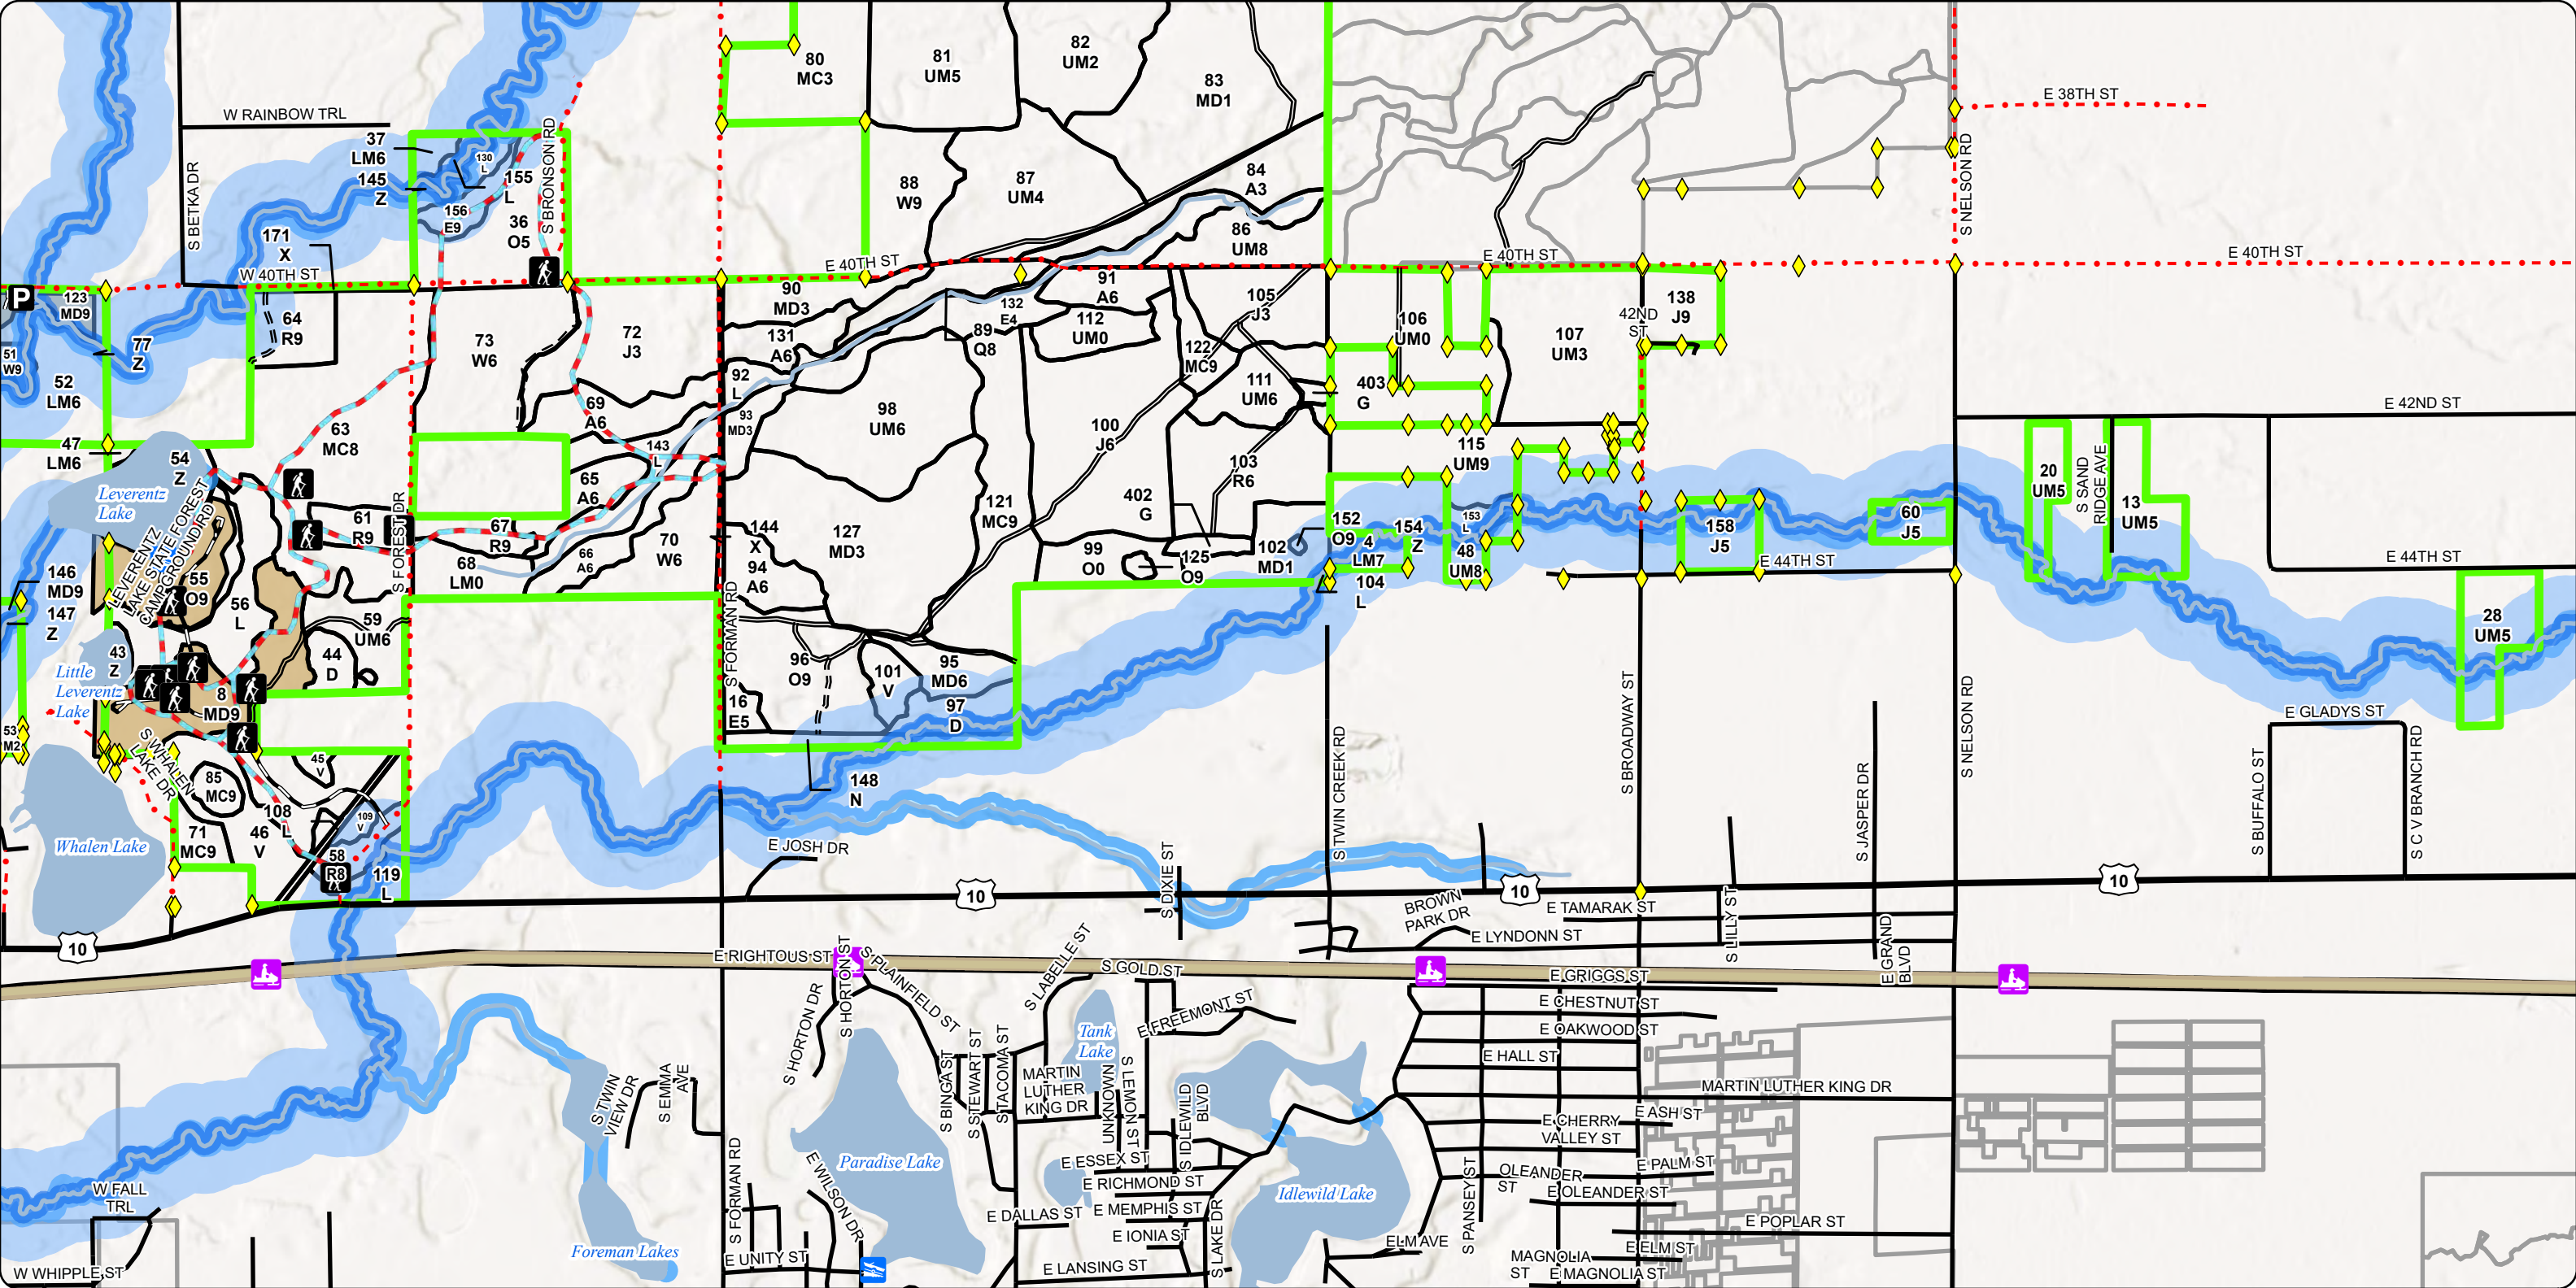 80
MC3
81
UM5
82
UM2
83
MD1
E 38TH ST
W RAINBOW TRL
37
LM6
145
Z
130
L
155
L
156
E9
36
O5
S BRONSON RD
S BETKA DR
88
W9
87
UM4
84
A3
86
UM8
S NELSON RD
171
X
W 40TH ST
E 40TH ST
E 40TH ST
E 40TH ST
P
123
MD9
64
R9
77
Z
51
W9
52
LM6
73
W6
72
J3
90
MD3
131
A6
132
E4
89
Q8
91
A6
112
UM0
105
J3
122
MC9
111
UM6
106
UM0
107
UM3
42ND
ST
138
J9
403
G
92
L
93
MD3
98
UM6
100
J6
103
R6
69
A6
63
MC8
47
LM6
54
Z
143
L
65
A6
115
UM9
E 42ND ST
20
UM5
S SAND
RIDGE AVE
13
UM5
Leverentz
Lake
LEVERENTZ
LAKE STATE FOREST
CAMPGROUND RD
61
R9
S FOREST DR
67
R9
68
LM0
66
A6
70
W6
144
X
94
A6
127
MD3
121
MC9
402
G
99
O0
125
O9
102
MD1
152
O9
4
LM7
154
Z
153
L
48
UM8
104
L
158
J5
60
J5
E 44TH ST
E 44TH ST
146
MD9
147
Z
55
O9
56
L
59
UM6
44
D
43
Z
Little
Leverentz
Lake
8
MD9
53
M2
S FORMAN RD
96
O9
101
V
95
MD6
97
D
16
E5
148
N
28
UM5
E GLADYS ST
S BUFFALO ST
S C V BRANCH RD
S NELSON RD
S BROADWAY ST
S TWIN CREEK RD
S JASPER DR
S WHALEN
LAKE DR
85
MC9
45
V
108
L
109
V
71
MC9
46
V
58
R8
119
L
Whalen Lake
E JOSH DR
S DIXIE ST
10
10
10
10
BROWN
PARK DR
E TAMARAK ST
E LYNDONN ST
S LILLY ST
E GRAND
BLVD
E RIGHTOUS ST
S HORTON ST
S PLAINFIELD ST
S LABELLE ST
S GOLD ST
E GRIGGS ST
S HORTON DR
E FREEMONT ST
E CHESTNUT ST
E OAKWOOD ST
E HALL ST
Tank
Lake
S BINGA ST
S STEWART ST
S TACOMA ST
MARTIN
LUTHER
KING DR
UNKNOWN
S LEMON ST
S IDLEWILD
BLVD
MARTIN LUTHER KING DR
S TWIN
VIEW DR
S EMMA
AVE
E CHERRY
VALLEY ST
E ASH ST
S FORMAN RD
E WILSON DR
Paradise Lake
E ESSEX ST
E RICHMOND ST
E MEMPHIS ST
E DALLAS ST
E IONIA ST
E LANSING ST
S LAKE DR
Idlewild Lake
S PANSEY ST
OLEANDER
ST
E PALM ST
E OLEANDER ST
E POPLAR ST
ELM AVE
E ELM ST
MAGNOLIA
ST
E MAGNOLIA ST
W FALL
TRL
W WHIPPLE ST
Foreman Lakes
E UNITY ST